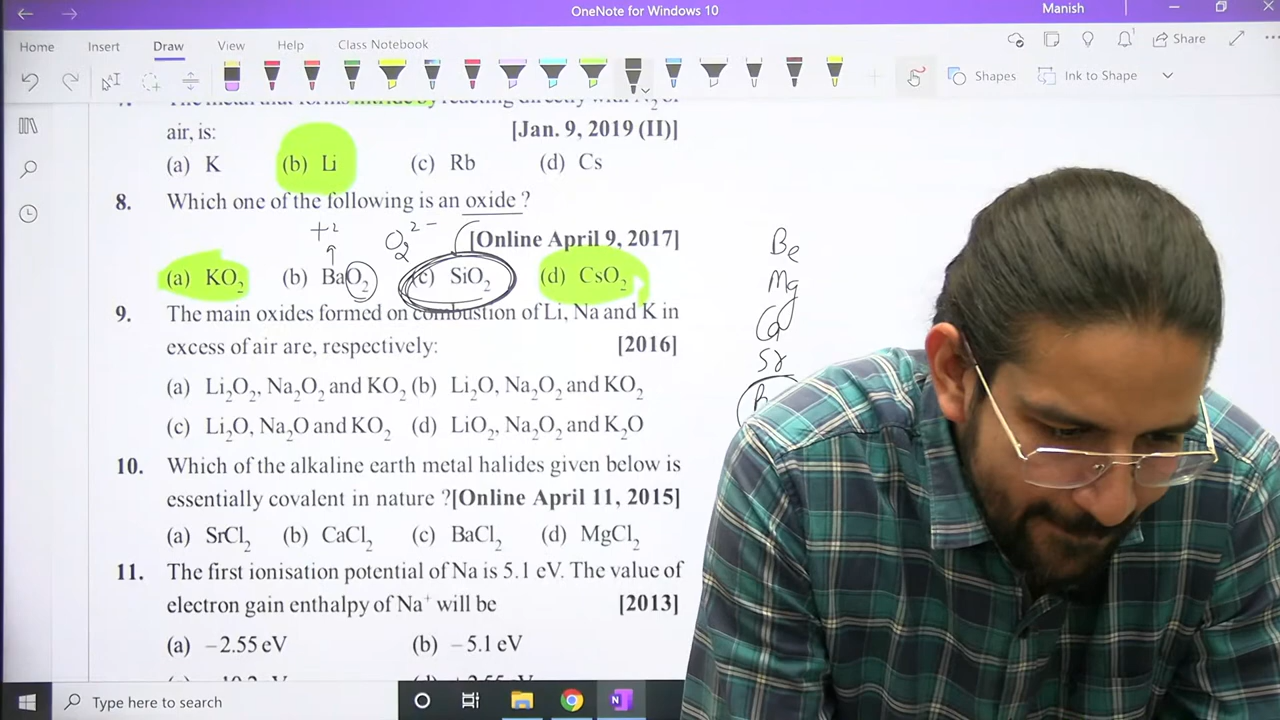 OneNote for Windows 10
Manish
Home Insert Draw View Help Class Notebook
Share
Shapes Ink to Shape
air, is: [Jan. 9, 2019 (II)]
(a) K (b) Li (c) Rb (d) Cs
8. Which one of the following is an oxide ?
+2 O₂²⁻
[Online April 9, 2017]
(a) KO₂ (b) BaO₂ (c) SiO₂ (d) CsO₂
9. The main oxides formed on combustion of Li, Na and K in
excess of air are, respectively: [2016]
(a) Li₂O₂, Na₂O₂ and KO₂ (b) Li₂O, Na₂O₂ and KO₂
(c) Li₂O, Na₂O and KO₂ (d) LiO₂, Na₂O₂ and K₂O
10. Which of the alkaline earth metal halides given below is
essentially covalent in nature ?[Online April 11, 2015]
(a) SrCl₂ (b) CaCl₂ (c) BaCl₂ (d) MgCl₂
11. The first ionisation potential of Na is 5.1 eV. The value of
electron gain enthalpy of Na⁺ will be [2013]
(a) –2.55 eV (b) –5.1 eV
Be
Mg
Ca
Sr
Type here to search